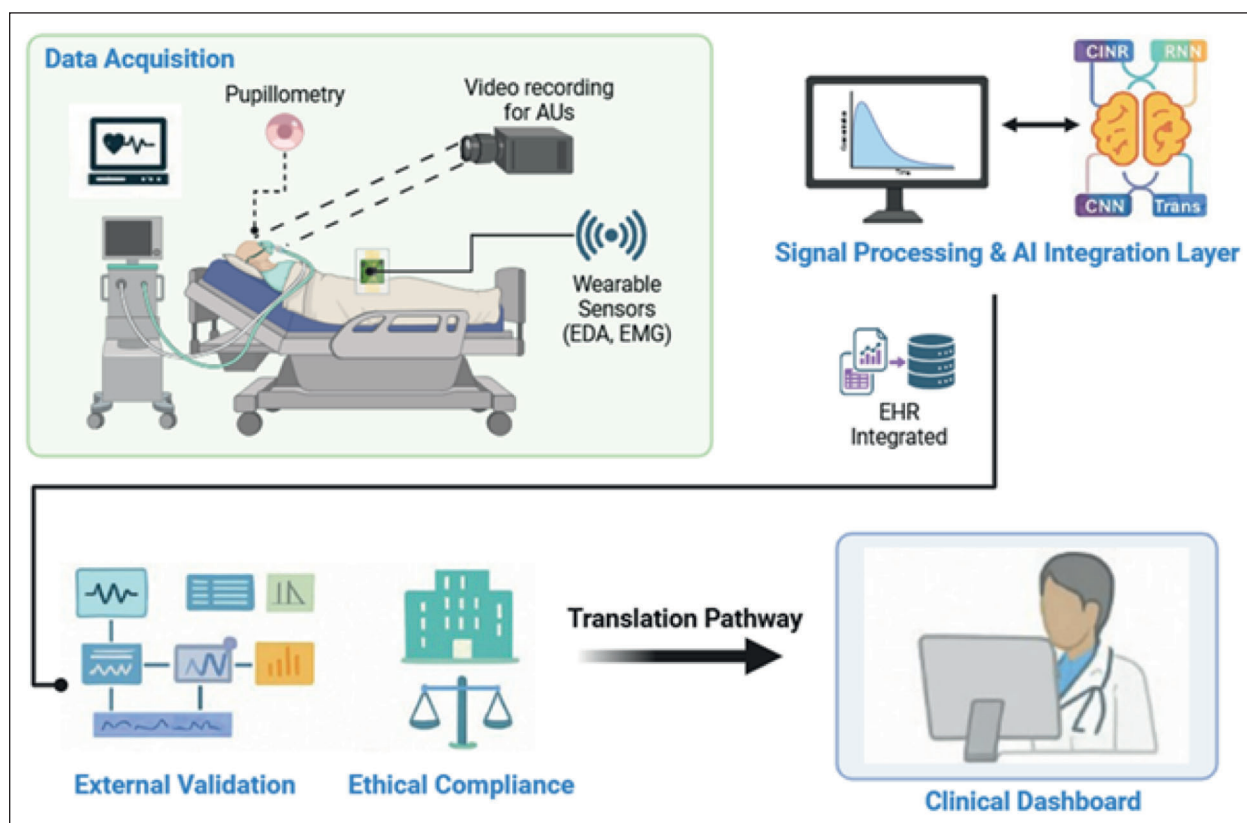 Data Acquisition
Pupillometry
Video recording
for AUs
Wearable
Sensors
(EDA, EMG)
CINR
RNN
CNN
Trans
Signal Processing & AI Integration Layer
EHR
Integrated
External Validation
Ethical Compliance
Translation Pathway
Clinical Dashboard